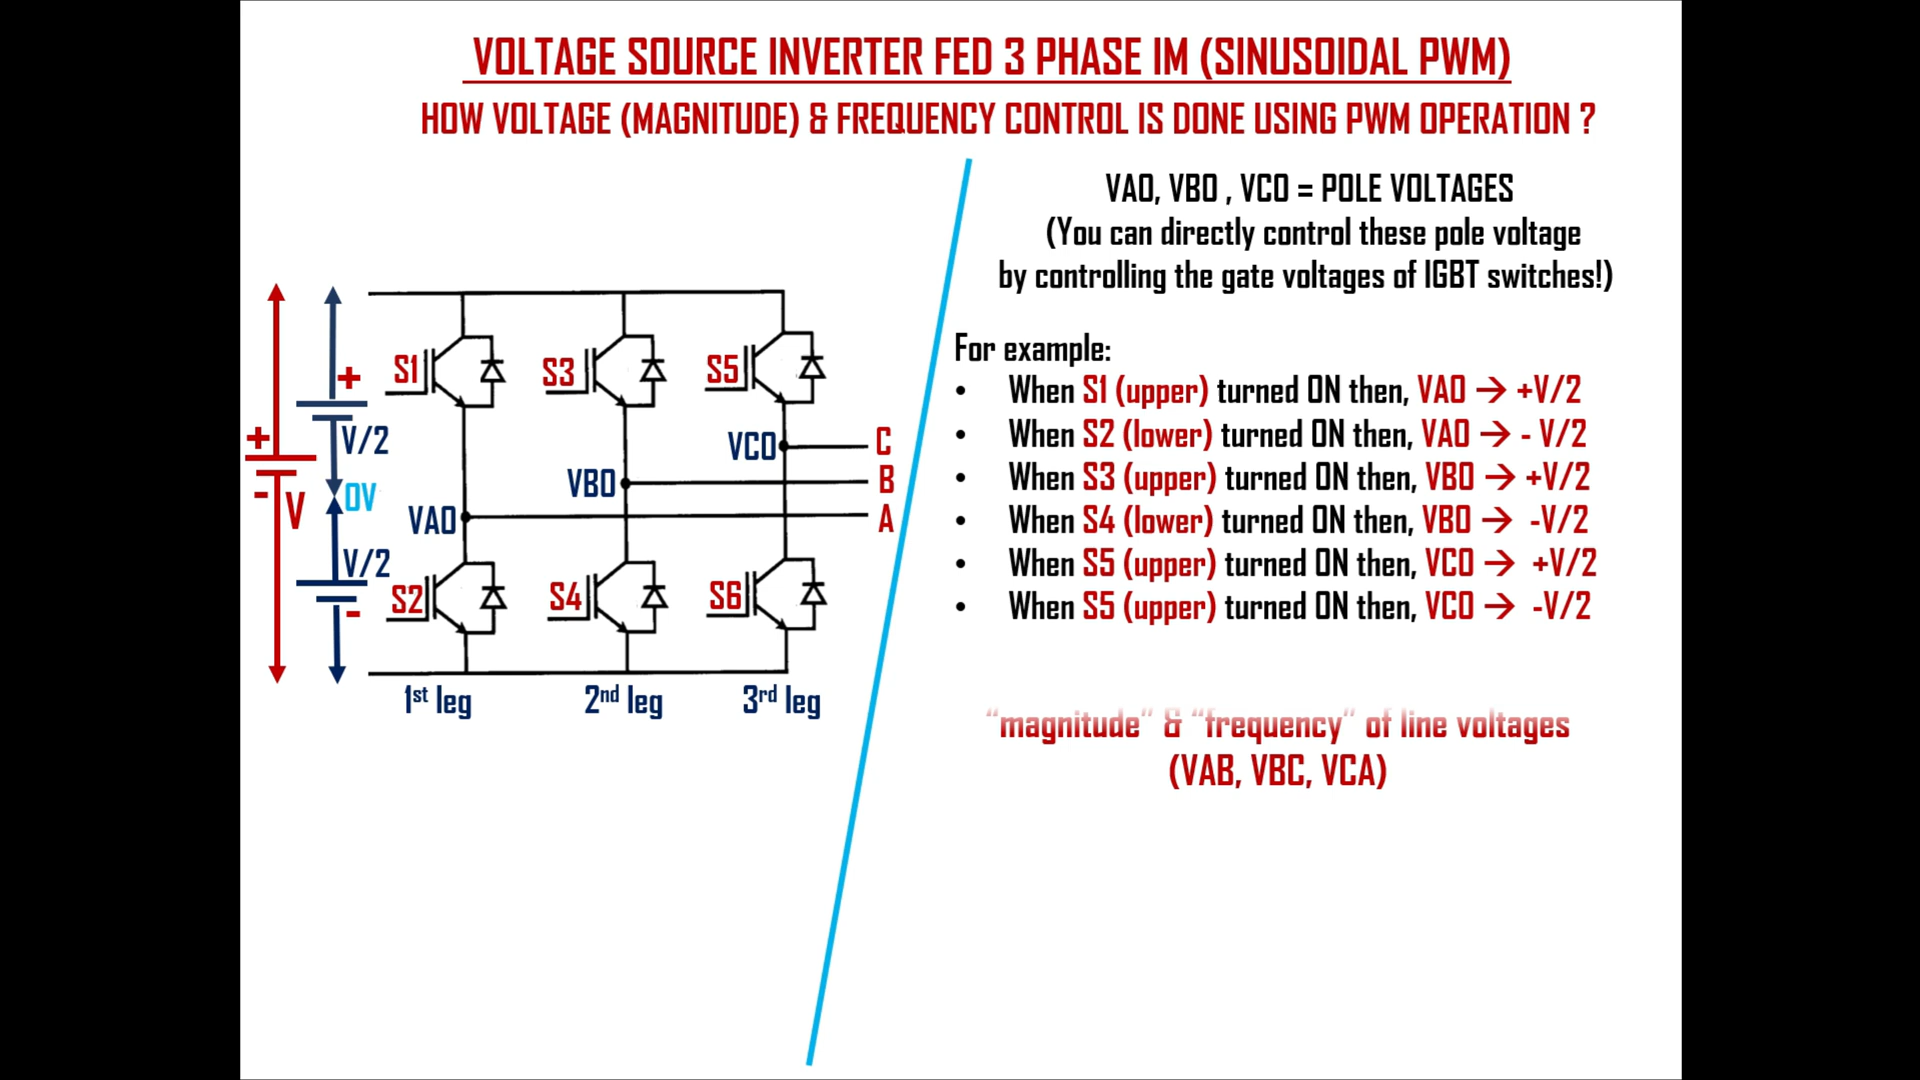 VOLTAGE SOURCE INVERTER FED 3 PHASE IM (SINUSOIDAL PWM)
HOW VOLTAGE (MAGNITUDE) & FREQUENCY CONTROL IS DONE USING PWM OPERATION ?
VAO, VBO , VCO = POLE VOLTAGES
(You can directly control these pole voltage
by controlling the gate voltages of IGBT switches!)
For example:
• When S1 (upper) turned ON then, VAO → +V/2
• When S2 (lower) turned ON then, VAO → - V/2
• When S3 (upper) turned ON then, VBO → +V/2
• When S4 (lower) turned ON then, VBO → -V/2
• When S5 (upper) turned ON then, VCO → +V/2
• When S5 (upper) turned ON then, VCO → -V/2
"magnitude" & "frequency" of line voltages
(VAB, VBC, VCA)
S1
S3
S5
+
+
V/2
-
V
0V
VCO
C
VBO
B
VAO
A
V/2
-
S2
S4
S6
1st leg
2nd leg
3rd leg